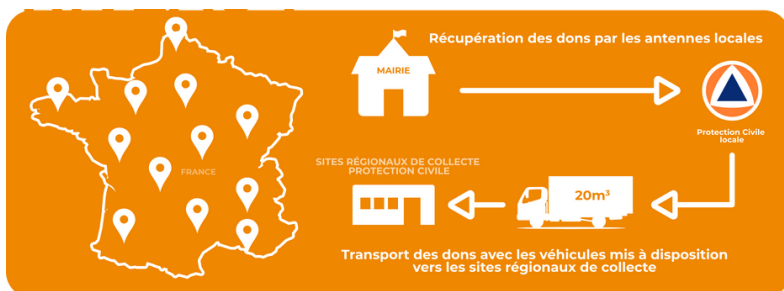 Récupération des dons par les antennes locales
MAIRIE
Protection Civile
locale
FRANCE
SITES RÉGIONAUX DE COLLECTE
PROTECTION CIVILE
20m³
Transport des dons avec les véhicules mis à disposition
vers les sites régionaux de collecte